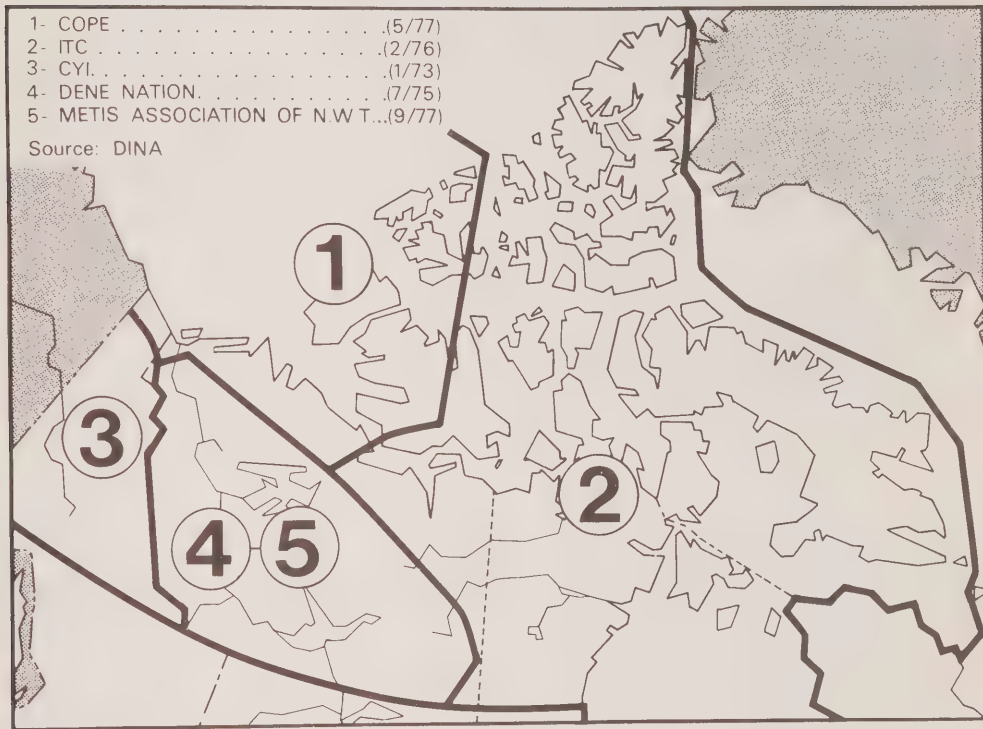 1- COPE . . . . . . . . . . . . . . . . .(5/77)
2- ITC . . . . . . . . . . . . . . . . . .(2/76)
3- CYI. . . . . . . . . . . . . . . . . . .(1/73)
4- DENE NATION. . . . . . . . . . . .(7/75)
5- METIS ASSOCIATION OF N.W T...(9/77)
Source: DINA
1
3
2
4 5